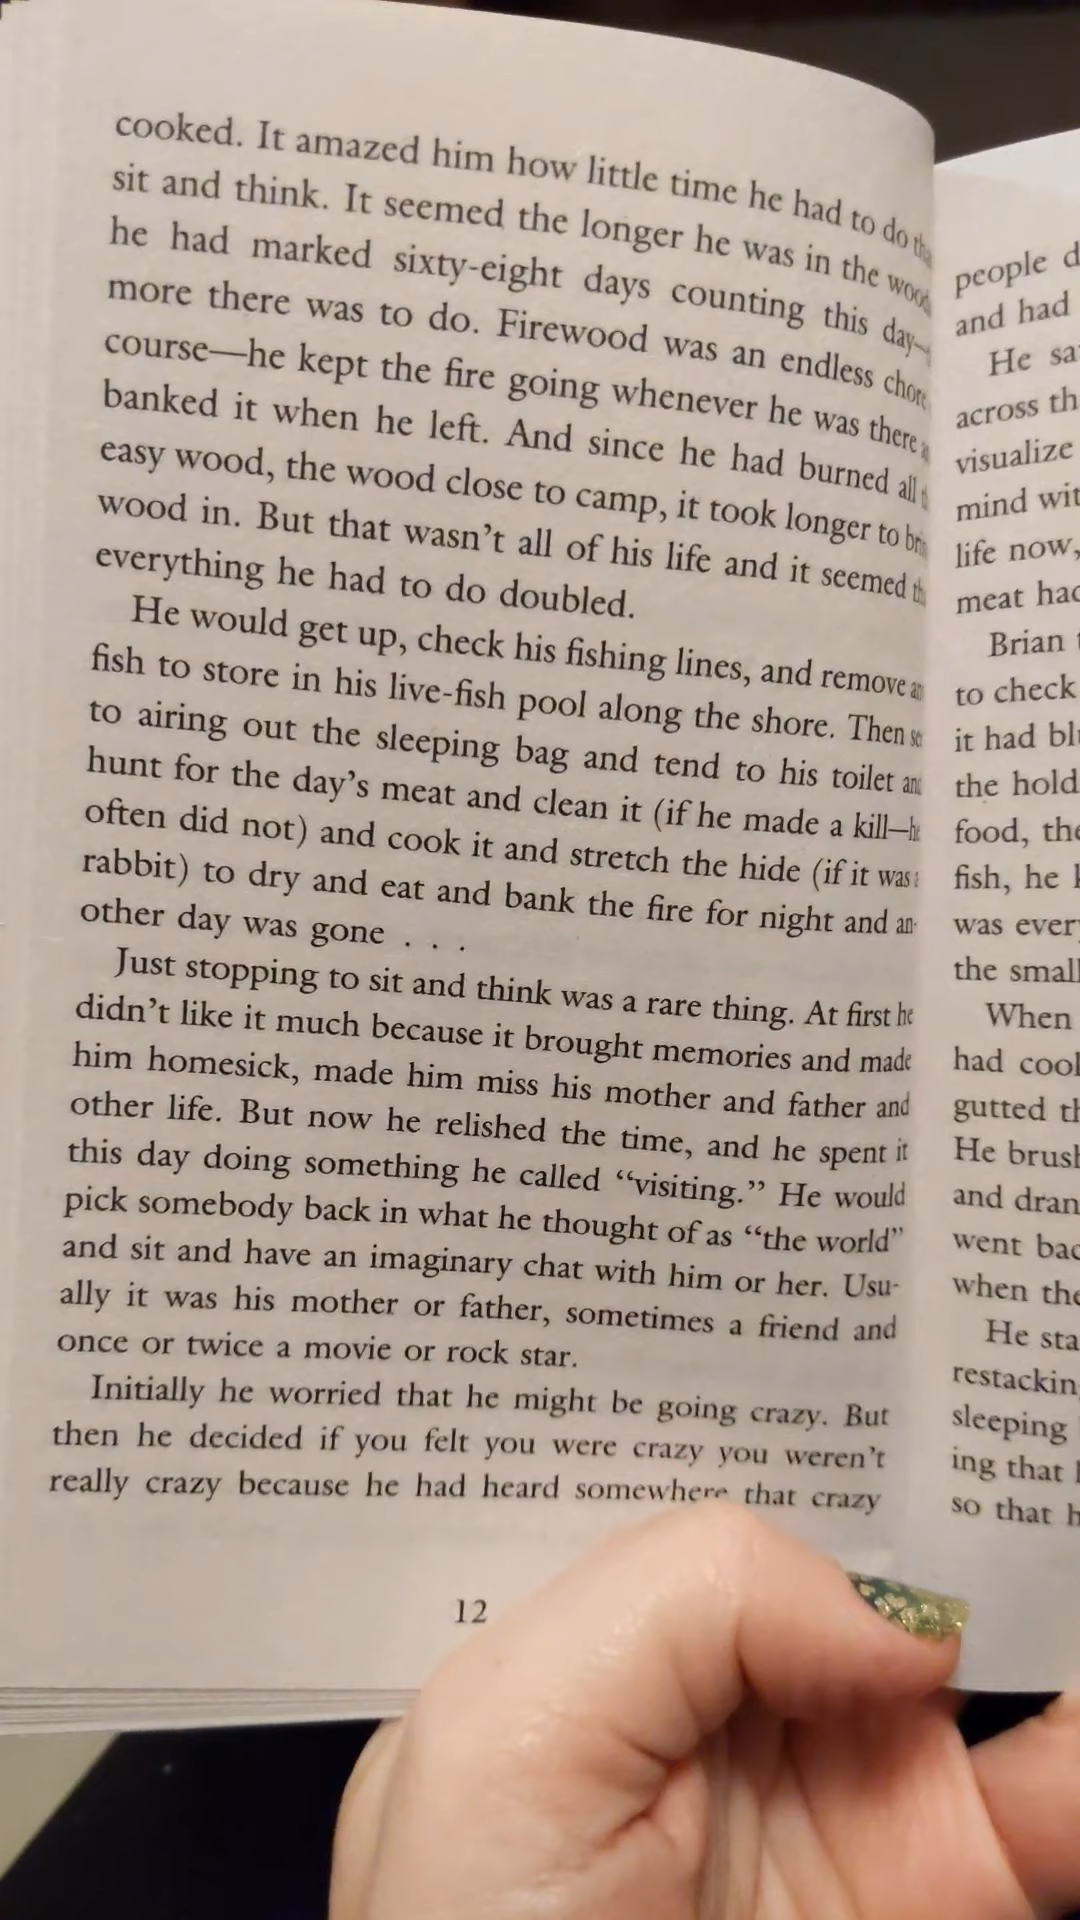 cooked. It amazed him how little time he had to do
sit and think. It seemed the longer he was in the
he had marked sixty-eight days counting this day—
more there was to do. Firewood was an endless
course—he kept the fire going whenever he was there
banked it when he left. And since he had burned all
easy wood, the wood close to camp, it took longer to
wood in. But that wasn't all of his life and it seemed
everything he had to do doubled.
He would get up, check his fishing lines, and remove
fish to store in his live-fish pool along the shore. Then
to airing out the sleeping bag and tend to his toilet
hunt for the day's meat and clean it (if he made a kill—
often did not) and cook it and stretch the hide (if it was
rabbit) to dry and eat and bank the fire for night and an-
other day was gone . . .
Just stopping to sit and think was a rare thing. At first he
didn't like it much because it brought memories and made
him homesick, made him miss his mother and father and
other life. But now he relished the time, and he spent it
this day doing something he called “visiting.” He would
pick somebody back in what he thought of as “the world”
and sit and have an imaginary chat with him or her. Usu-
ally it was his mother or father, sometimes a friend and
once or twice a movie or rock star.
Initially he worried that he might be going crazy. But
then he decided if you felt you were crazy you weren't
really crazy because he had heard somewhere that crazy
12
people
and had
He
across
visualize
mind
life now,
meat
Brian
to check
it had
the hold
food,
fish, he
was
the small
When
had
gutted
He
and
went
when
He
restackin
sleeping
ing that
so that